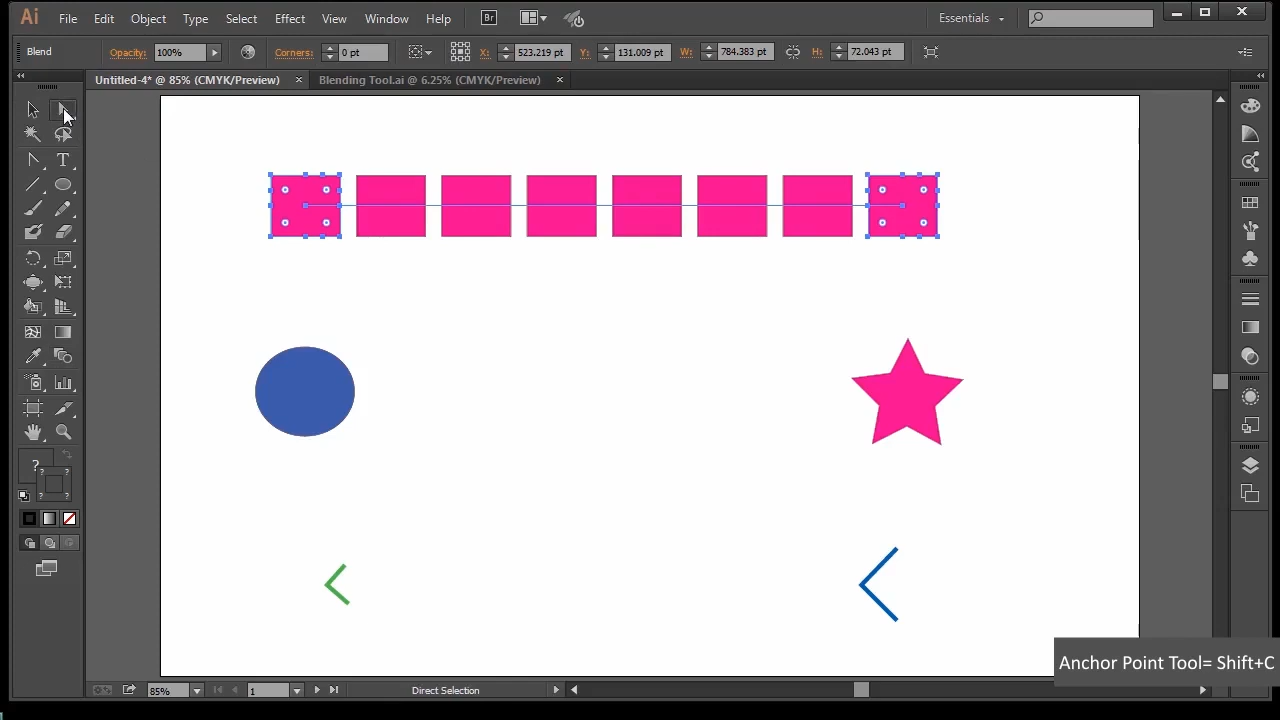 Ai File Edit Object Type Select Effect View Window Help Br Essentials
Blend Opacity: 100% Corners: 0 pt X: 523.219 pt Y: 131.009 pt W: 784.383 pt H: 72.043 pt
Untitled-4* @ 85% (CMYK/Preview) × Blending Tool.ai @ 6.25% (CMYK/Preview) ×
T
?
? ?
? ?
Anchor Point Tool= Shift+C
85% 1 Direct Selection